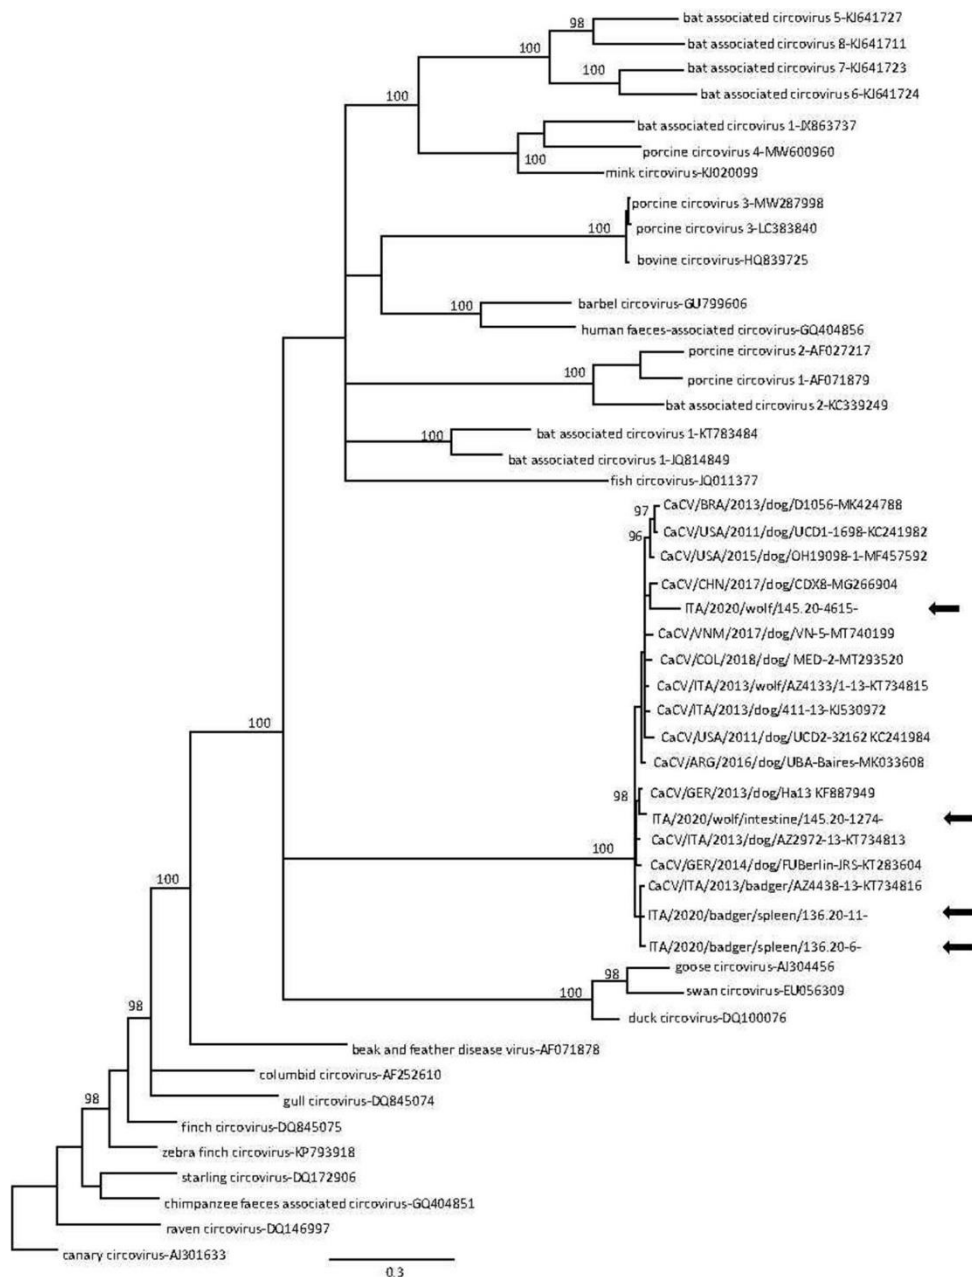 98
bat associated circovirus 5-KJ641727
100
bat associated circovirus 8-KJ641711
100
bat associated circovirus 7-KJ641723
100
bat associated circovirus 6-KJ641724
bat associated circovirus 1-JX863737
100
porcine circovirus 4-MW600960
mink circovirus-KJ020099
porcine circovirus 3-MW287998
100
porcine circovirus 3-LC383840
bovine circovirus-HQ839725
100
barbel circovirus-GU799606
human faeces-associated circovirus-GQ404856
100
porcine circovirus 2-AF027217
porcine circovirus 1-AF071879
bat associated circovirus 2-KC339249
100
bat associated circovirus 1-KT783484
bat associated circovirus 1-JQ814849
fish circovirus-JQ011377
97
CaCV/BRA/2013/dog/D1056-MK424788
96
CaCV/USA/2011/dog/UCD1-1698-KC241982
CaCV/USA/2015/dog/OH19098-1-MF457592
CaCV/CHN/2017/dog/CDX8-MG266904
ITA/2020/wolf/145.20-4615-
CaCV/VNM/2017/dog/VN-5-MT740199
CaCV/COL/2018/dog/ MED-2-MT293520
CaCV/ITA/2013/wolf/AZ4133/1-13-KT734815
CaCV/ITA/2013/dog/411-13-KJ530972
100
CaCV/USA/2011/dog/UCD2-32162 KC241984
CaCV/ARG/2016/dog/UBA-Baires-MK033608
98
CaCV/GER/2013/dog/Ha13 KF887949
ITA/2020/wolf/intestine/145.20-1274-
100
CaCV/ITA/2013/dog/AZ2972-13-KT734813
CaCV/GER/2014/dog/FUBerlin-JRS-KT283604
100
CaCV/ITA/2013/badger/AZ4438-13-KT734816
ITA/2020/badger/spleen/136.20-11-
ITA/2020/badger/spleen/136.20-6-
98
goose circovirus-AJ304456
100
swan circovirus-EU056309
98
duck circovirus-DQ100076
beak and feather disease virus-AF071878
columbid circovirus-AF252610
98
gull circovirus-DQ845074
finch circovirus-DQ845075
zebra finch circovirus-KP793918
starling circovirus-DQ172906
chimpanzee faeces associated circovirus-GQ404851
raven circovirus-DQ146997
canary circovirus-AJ301633
0.3